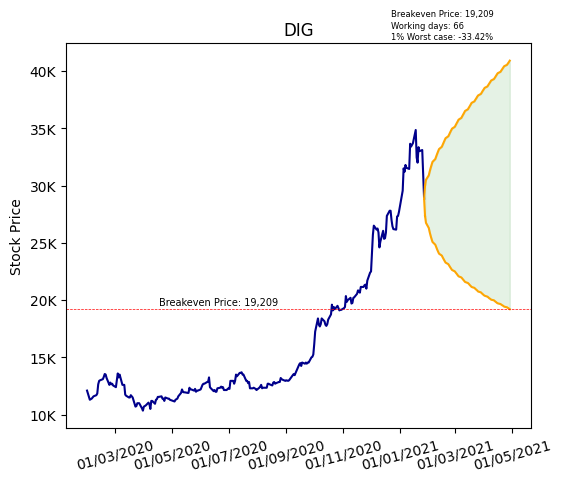 Breakeven Price: 19,209
Working days: 66
1% Worst case: -33.42%
DIG
Stock Price
40K
35K
30K
25K
20K
15K
10K
Breakeven Price: 19,209
01/03/2020
01/05/2020
01/07/2020
01/09/2020
01/11/2020
01/01/2021
01/03/2021
01/05/2021